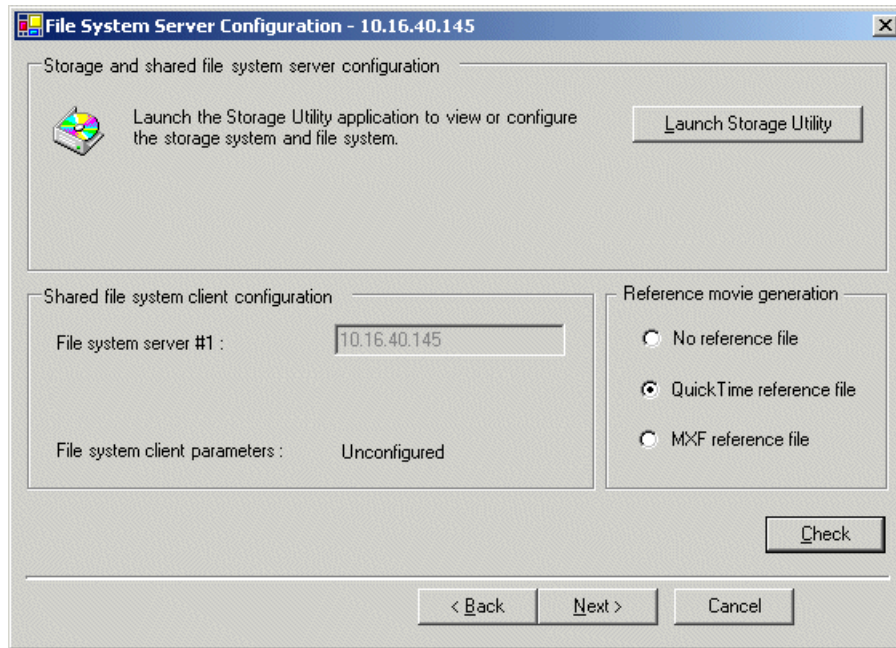 File System Server Configuration - 10.16.40.145
Storage and shared file system server configuration
Launch the Storage Utility application to view or configure
the storage system and file system.
Launch Storage Utility
Shared file system client configuration
File system server #1 :
10.16.40.145
File system client parameters :
Unconfigured
Reference movie generation
No reference file
QuickTime reference file
MXF reference file
Check
< Back
Next >
Cancel